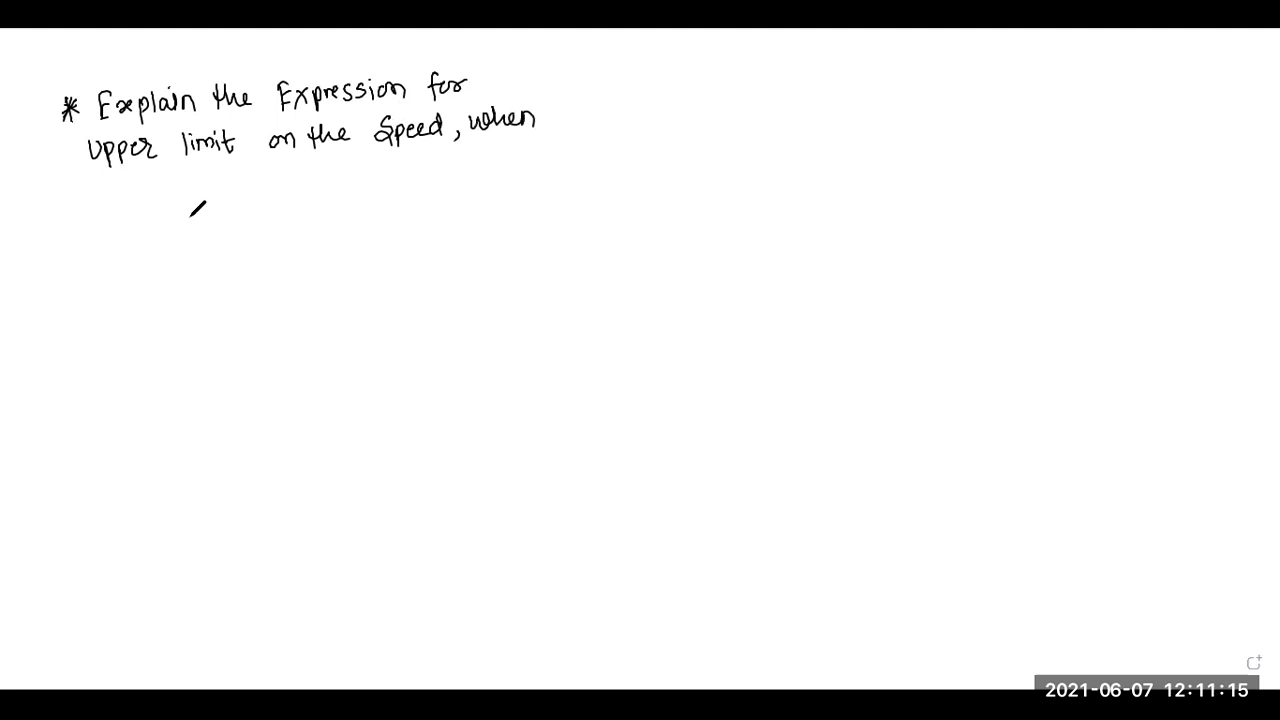 * Explain the Expression for
Upper limit on the Speed, when
2021-06-07 12:11:15